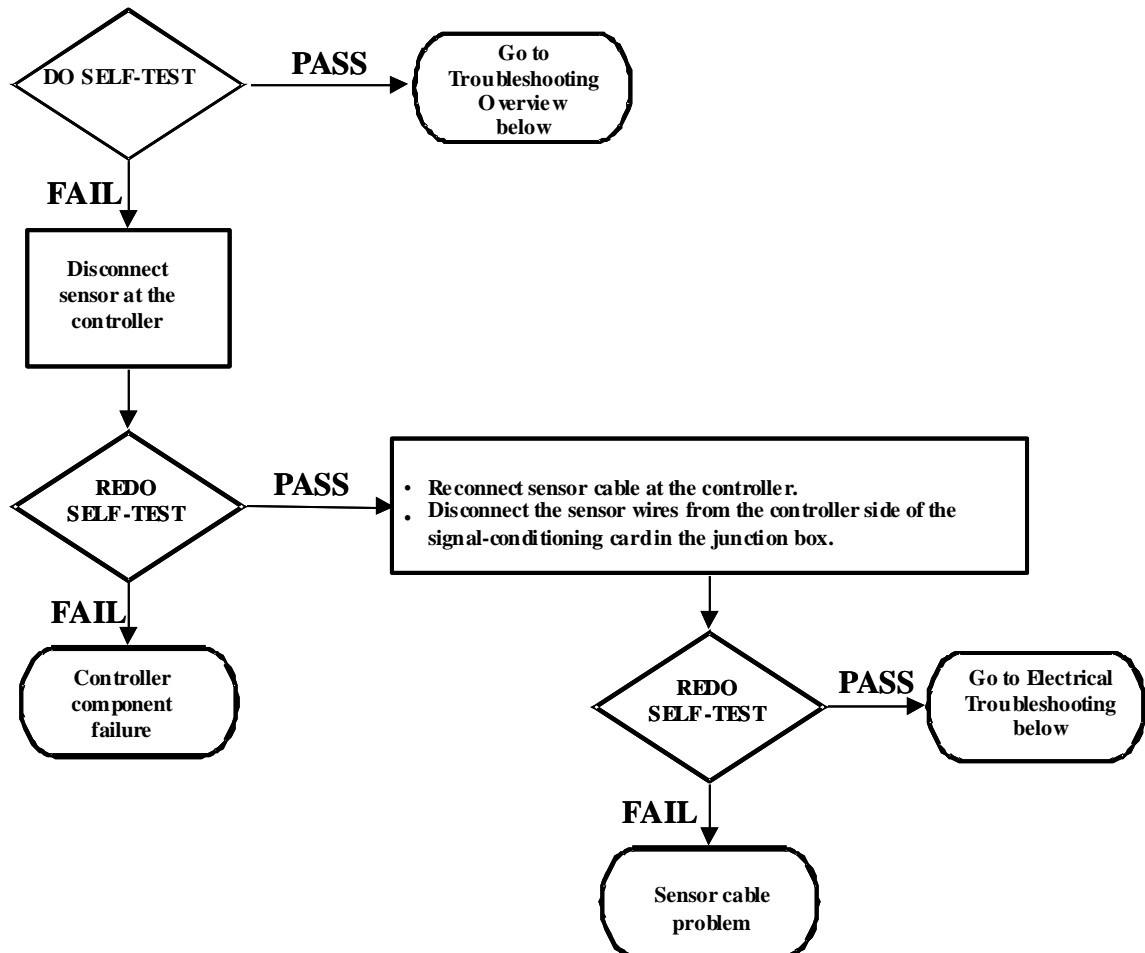 DO SELF-TEST
PASS
Go to
Troubleshooting
Overview
below
FAIL
Disconnect
sensor at the
controller
REDO
SELF-TEST
PASS
• Reconnect sensor cable at the controller.
• Disconnect the sensor wires from the controller side of the
signal-conditioning card in the junction box.
FAIL
Controller
component
failure
REDO
SELF-TEST
PASS
Go to Electrical
Troubleshooting
below
FAIL
Sensor cable
problem